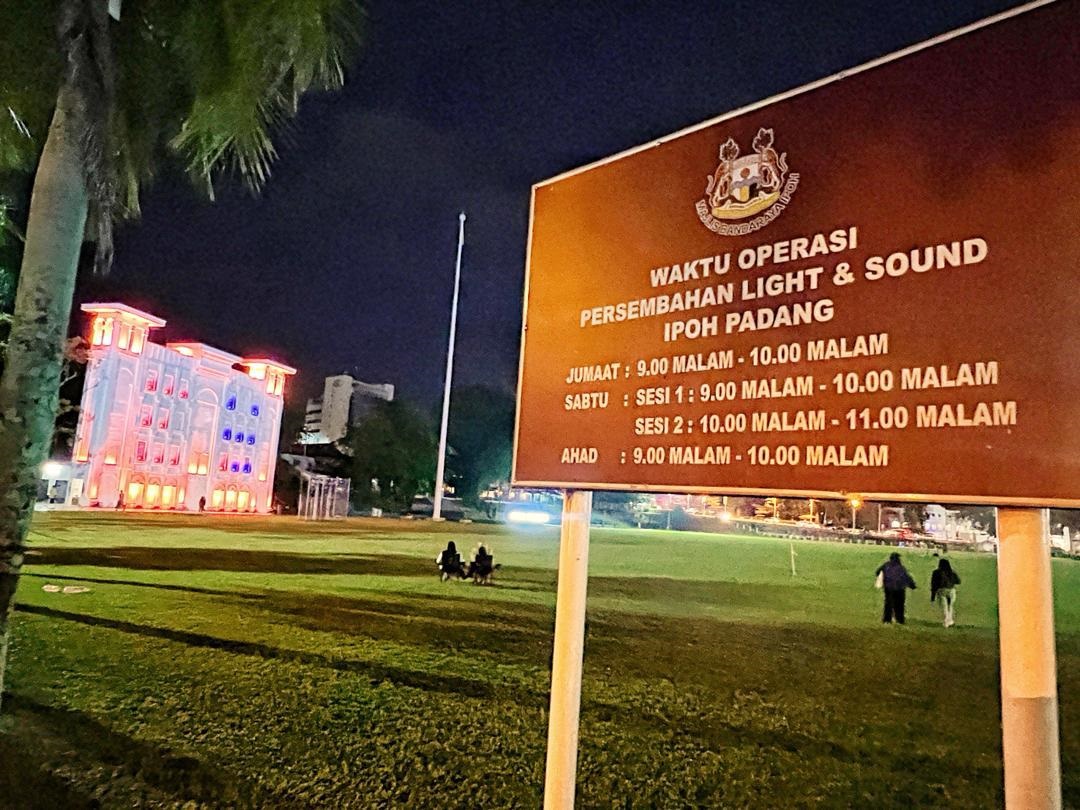 MAJLIS BANDARAYA IPOH
WAKTU OPERASI
PERSEMBAHAN LIGHT & SOUND
IPOH PADANG
JUMAAT : 9.00 MALAM - 10.00 MALAM
SABTU : SESI 1 : 9.00 MALAM - 10.00 MALAM
SESI 2 : 10.00 MALAM - 11.00 MALAM
AHAD : 9.00 MALAM - 10.00 MALAM